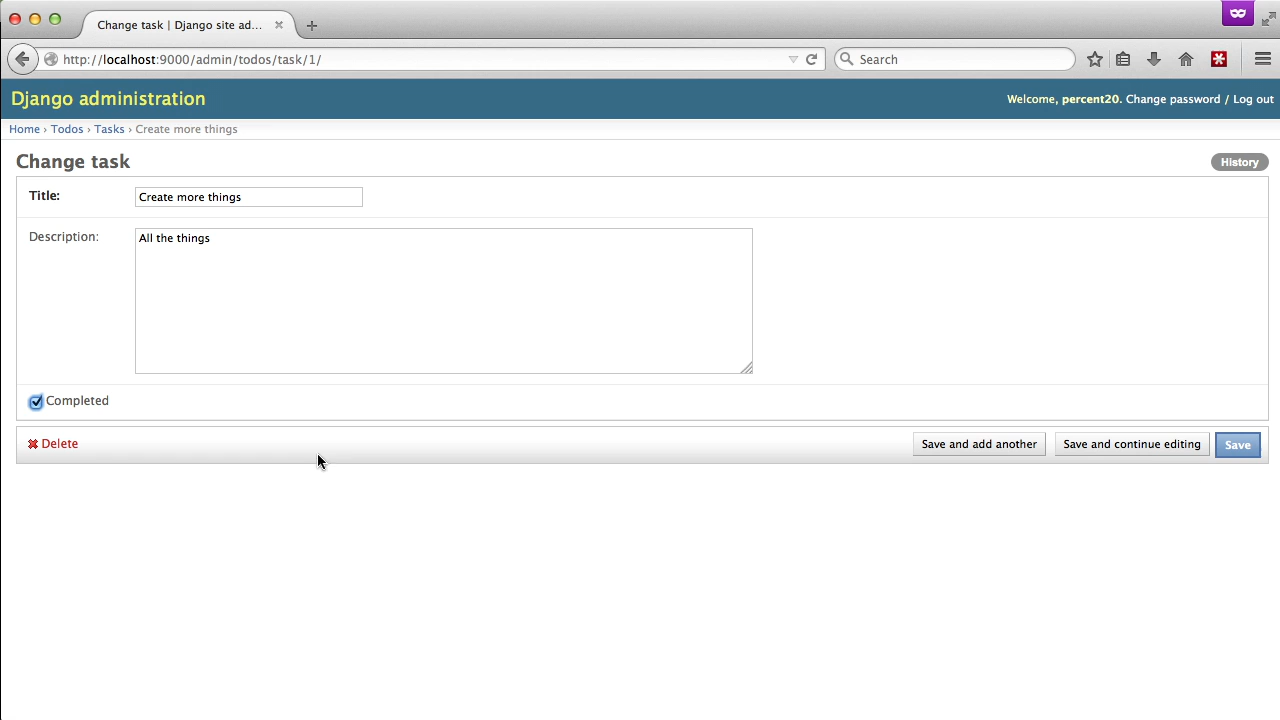 Change task | Django site ad...
http://localhost:9000/admin/todos/task/1/
Search
Django administration
Welcome, percent20. Change password / Log out
Home › Todos › Tasks › Create more things
Change task
History
Title:
Create more things
Description:
All the things
Completed
Delete
Save and add another
Save and continue editing
Save